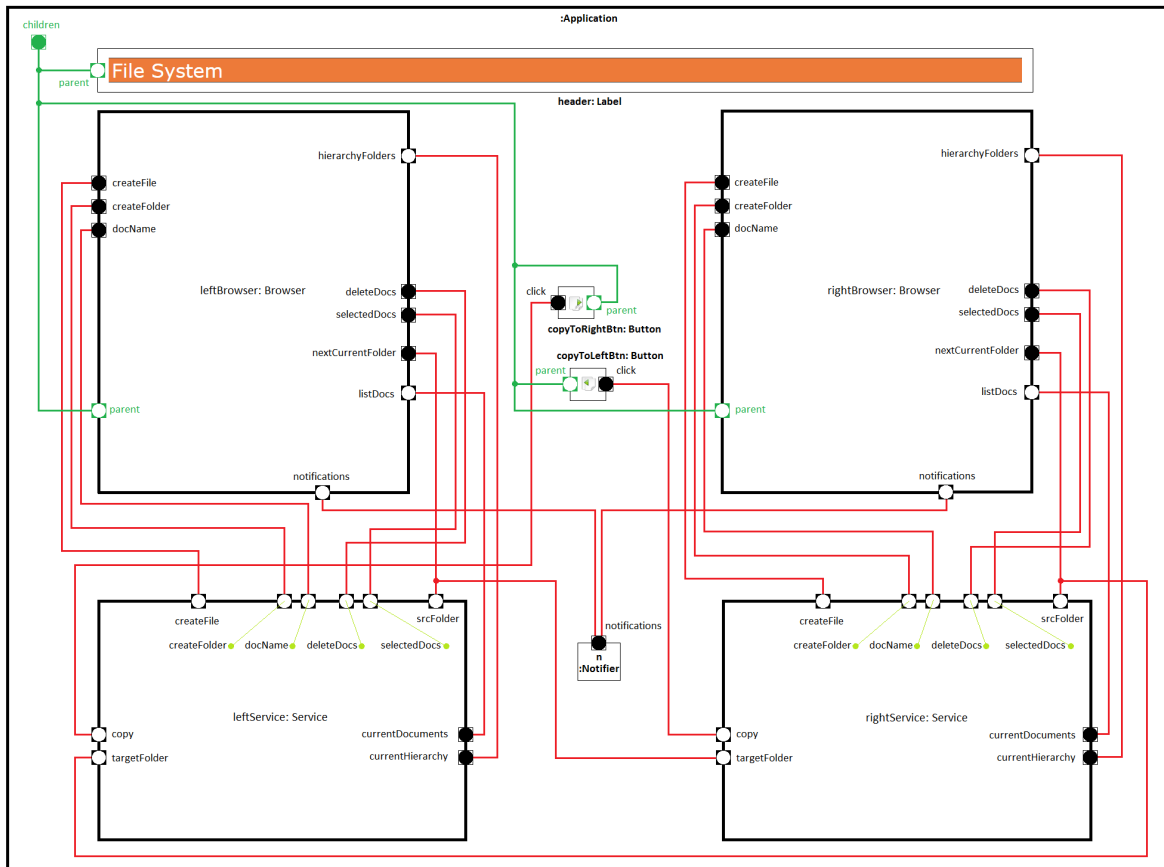 :Application
children
File System
parent
header: Label
hierarchyFolders
hierarchyFolders
createFile
createFile
createFolder
createFolder
docName
docName
leftBrowser: Browser
deleteDocs
click
rightBrowser: Browser
deleteDocs
selectedDocs
parent
selectedDocs
copyToRightBtn: Button
nextCurrentFolder
copyToLeftBtn: Button
nextCurrentFolder
parent
click
listDocs
listDocs
parent
parent
notifications
notifications
createFile
srcFolder
notifications
createFile
srcFolder
createFolder
docName
deleteDocs
selectedDocs
n
:Notifier
createFolder
docName
deleteDocs
selectedDocs
leftService: Service
rightService: Service
copy
currentDocuments
copy
currentDocuments
targetFolder
currentHierarchy
targetFolder
currentHierarchy